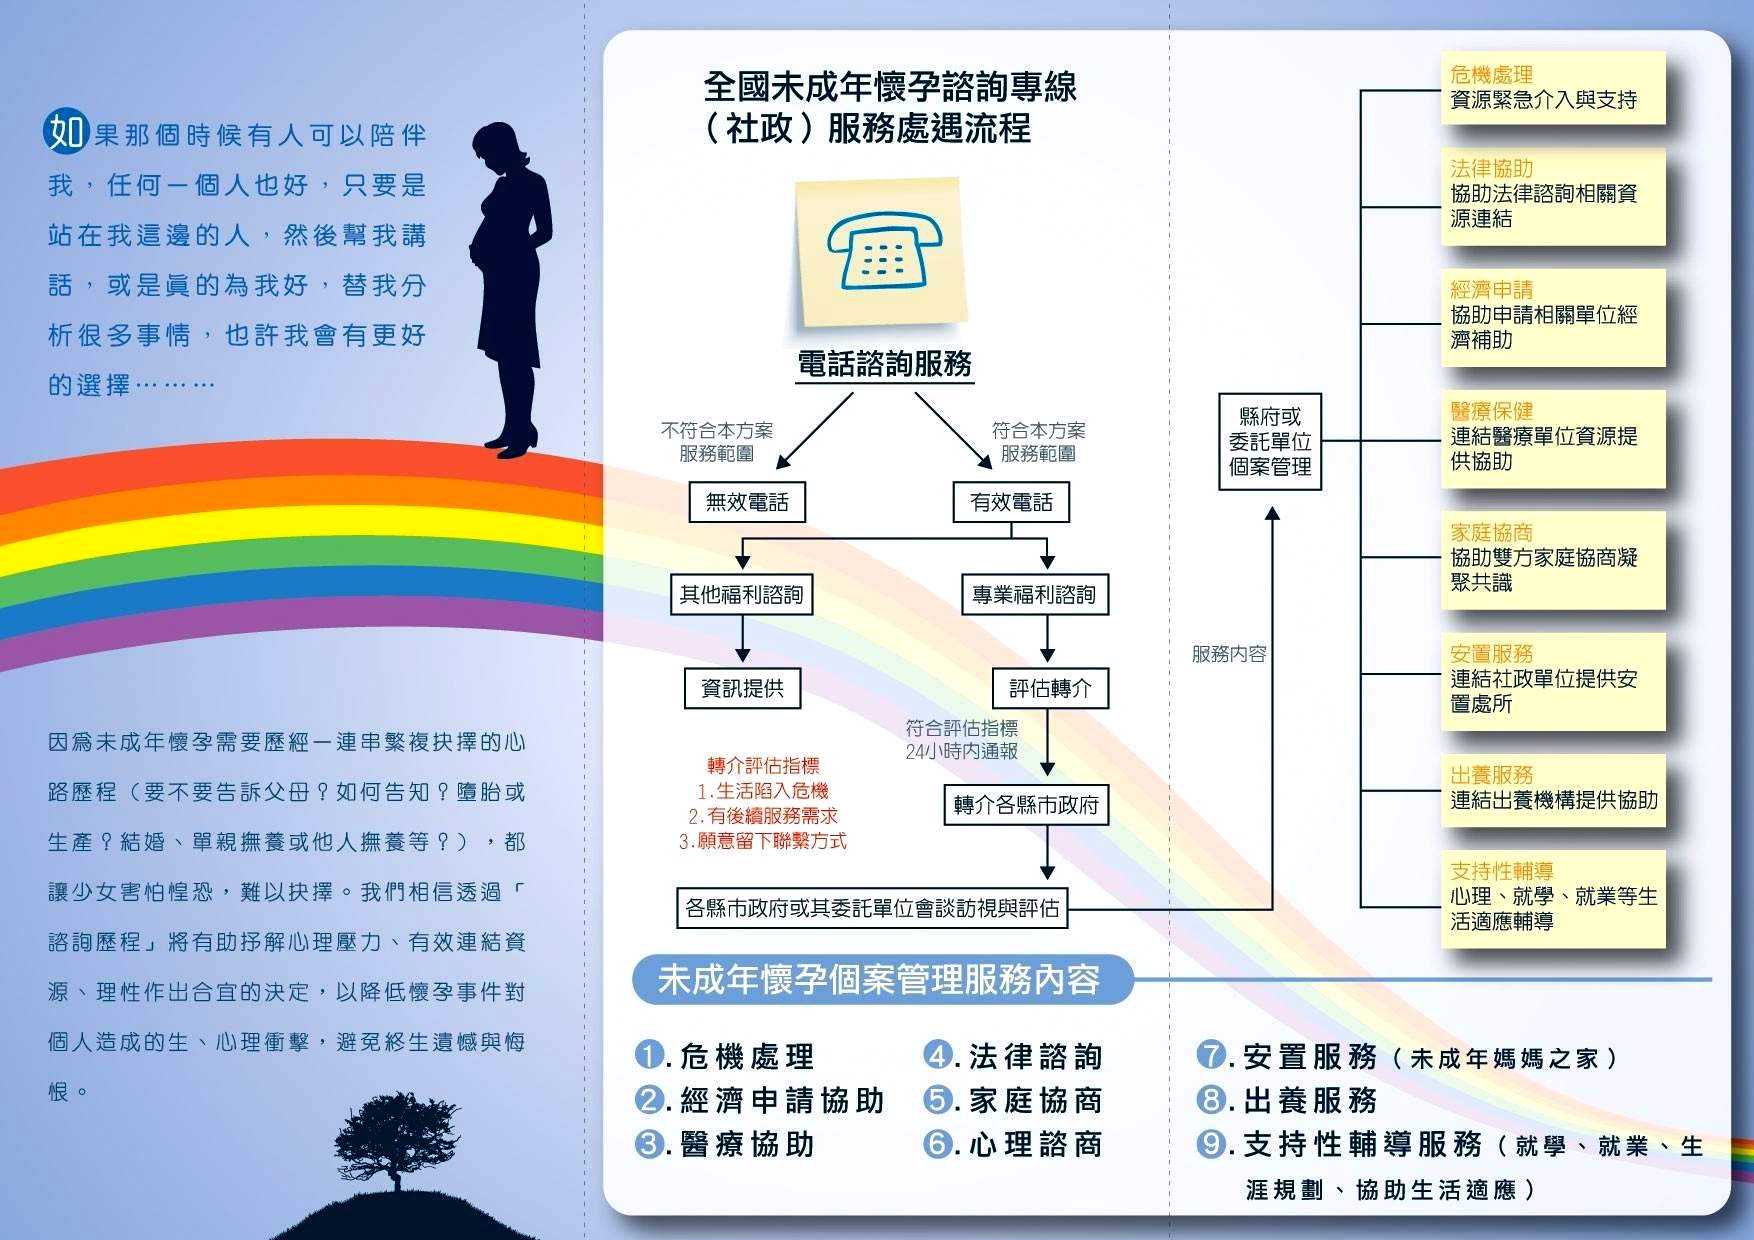 如果那個時候有人可以陪伴
我，任何一個人也好，只要是
站在我這邊的人，然後幫我講
話，或是真的為我好，替我分
析很多事情，也許我會有更好
的選擇………
因為未成年懷孕需要歷經一連串繁複抉擇的心
路歷程（要不要告訴父母？如何告知？墮胎或
生產？結婚、單親撫養或他人撫養等？），都
讓少女害怕惶恐，難以抉擇。我們相信透過「
諮詢歷程」將有助抒解心理壓力、有效連結資
源、理性作出合宜的決定，以降低懷孕事件對
個人造成的生、心理衝擊，避免終生遺憾與悔
恨。
全國未成年懷孕諮詢專線
（社政）服務處遇流程
電話諮詢服務
不符合本方案
服務範圍
符合本方案
服務範圍
無效電話
有效電話
其他福利諮詢
專業福利諮詢
資訊提供
評估轉介
符合評估指標
24小時內通報
轉介評估指標
1.生活陷入危機
2.有後續服務需求
3.願意留下聯繫方式
轉介各縣市政府
各縣市政府或其委託單位會談訪視與評估
服務內容
縣府或
委託單位
個案管理
危機處理
資源緊急介入與支持
法律協助
協助法律諮詢相關資
源連結
經濟申請
協助申請相關單位經
濟補助
醫療保健
連結醫療單位資源提
供協助
家庭協商
協助雙方家庭協商凝
聚共識
安置服務
連結社政單位提供安
置處所
出養服務
連結出養機構提供協助
支持性輔導
心理、就學、就業等生
活適應輔導
未成年懷孕個案管理服務內容
1.危機處理
2.經濟申請協助
3.醫療協助
4.法律諮詢
5.家庭協商
6.心理諮商
7.安置服務（未成年媽媽之家）
8.出養服務
9.支持性輔導服務（就學、就業、生
涯規劃、協助生活適應）